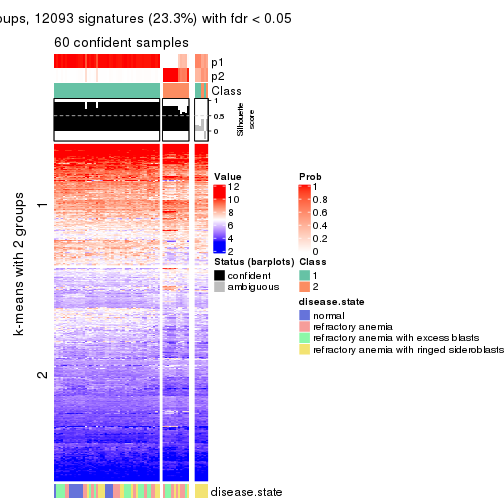 oups, 12093 signatures (23.3%) with fdr < 0.05
60 confident samples
p1
p2
Class
1
0.5
0
Silhouette
score
k-means with 2 groups
1
2
Value
12
10
8
6
4
2
Prob
1
0.8
0.6
0.4
0.2
0
Status (barplots)
confident
ambiguous
Class
1
2
disease.state
normal
refractory anemia
refractory anemia with excess blasts
refractory anemia with ringed sideroblasts
disease.state